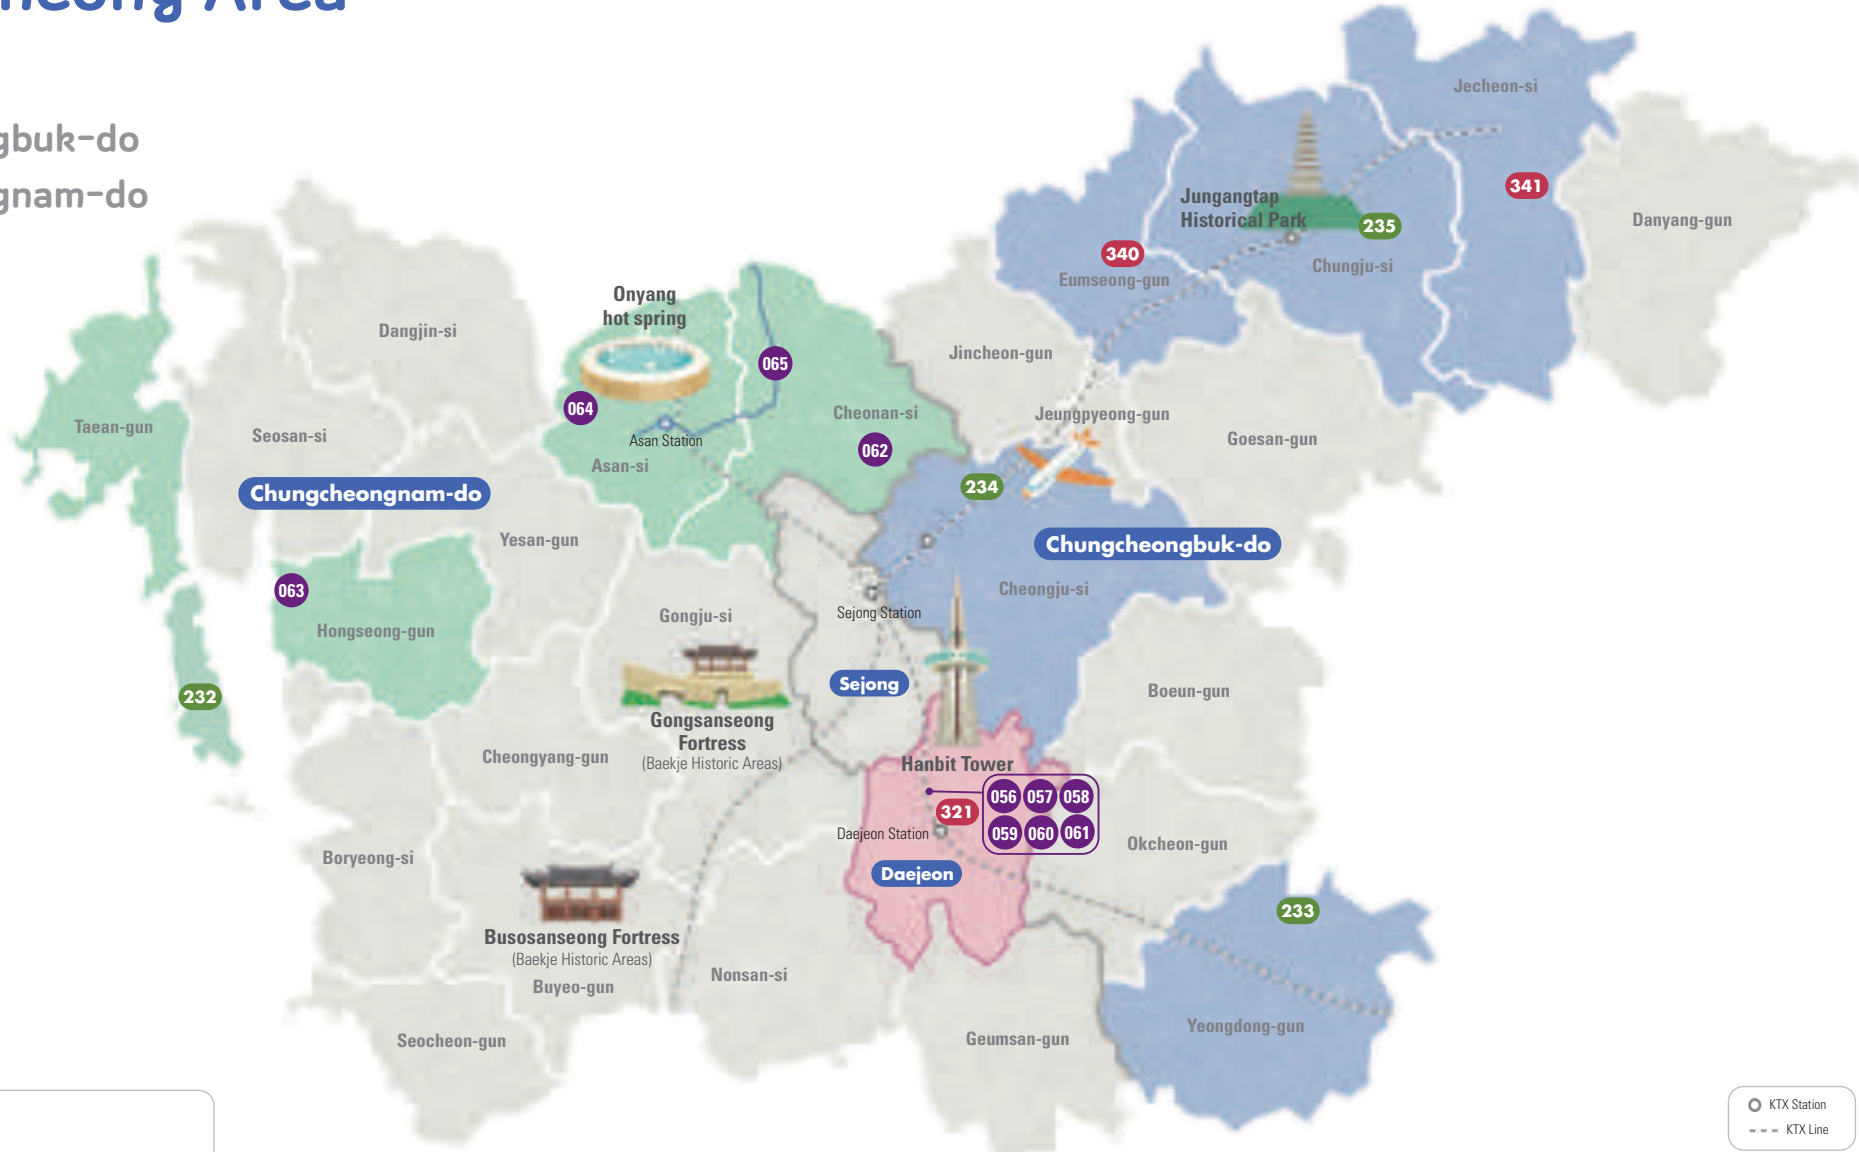 heong Area
gbuk-do
gnam-do
Jecheon-si
341
Danyang-gun
Jungangtap
Historical Park
235
Chungju-si
340
Eumseong-gun
Onyang
hot spring
Dangjin-si
065
Jincheon-gun
064
Cheonan-si
Jeungpyeong-gun
Taean-gun
Seosan-si
Asan Station
062
Goesan-gun
Asan-si
234
Chungcheongnam-do
Yesan-gun
Chungcheongbuk-do
063
Cheongju-si
Hongseong-gun
Gongju-si
Sejong Station
Sejong
Boeun-gun
232
Gongsanseong
Fortress
(Baekje Historic Areas)
Cheongyang-gun
Hanbit Tower
056 057 058
321
059 060 061
Daejeon Station
Okcheon-gun
Boryeong-si
Daejeon
233
Busosanseong Fortress
(Baekje Historic Areas)
Buyeo-gun
Nonsan-si
Yeongdong-gun
Seocheon-gun
Geumsan-gun
KTX Station
KTX Line